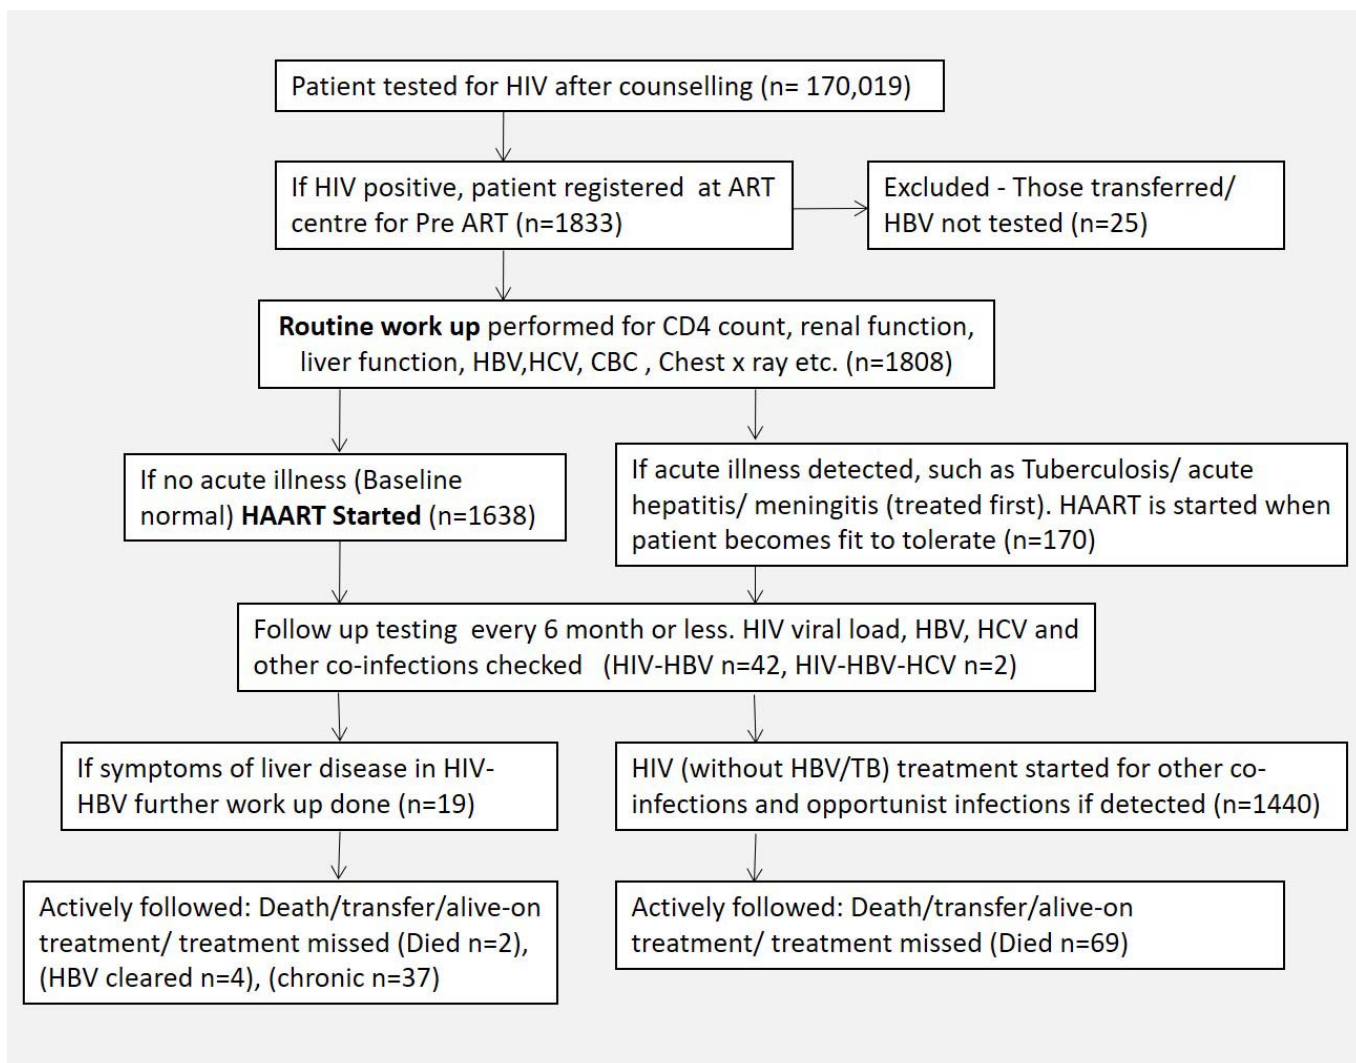 Patient tested for HIV after counselling (n= 170,019)
If HIV positive, patient registered  at ART
centre for Pre ART (n=1833)
Excluded - Those transferred/
HBV not tested (n=25)
Routine work up performed for CD4 count, renal function,
liver function, HBV,HCV, CBC , Chest x ray etc. (n=1808)
If no acute illness (Baseline
normal) HAART Started (n=1638)
If acute illness detected, such as Tuberculosis/ acute
hepatitis/ meningitis (treated first). HAART is started when
patient becomes fit to tolerate (n=170)
Follow up testing  every 6 month or less. HIV viral load, HBV, HCV and
other co-infections checked   (HIV-HBV n=42, HIV-HBV-HCV n=2)
If symptoms of liver disease in HIV-
HBV further work up done (n=19)
HIV (without HBV/TB) treatment started for other co-
infections and opportunist infections if detected (n=1440)
Actively followed: Death/transfer/alive-on
treatment/ treatment missed (Died n=2),
(HBV cleared n=4), (chronic n=37)
Actively followed: Death/transfer/alive-on
treatment/ treatment missed (Died n=69)